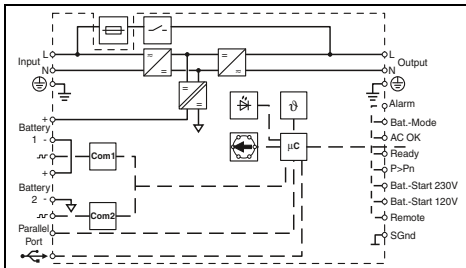 L
Input
N
+
Battery
1 -
+
Battery
2 -
Parallel
Port
Com1
Com2
≈
=
=
≈
=
=
ϑ
µC
L
Output
N
Alarm
Bat.-Mode
AC OK
Ready
P>Pn
Bat.-Start 230V
Bat.-Start 120V
Remote
SGnd